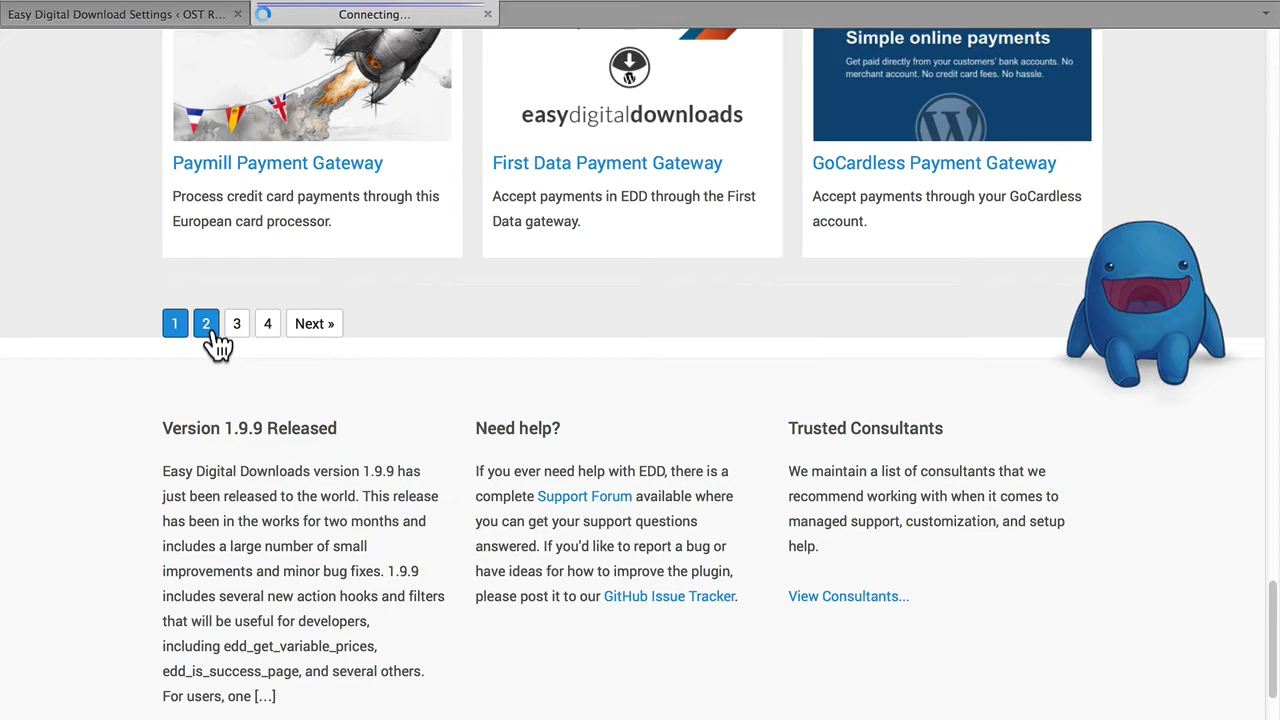 Easy Digital Download Settings ‹ OST R...
Connecting...
Simple online payments
Get paid directly from your customers' bank accounts. No
merchant account. No credit card fees. No hassle.
easydigitaldownloads
Paymill Payment Gateway
Process credit card payments through this
European card processor.
First Data Payment Gateway
Accept payments in EDD through the First
Data gateway.
GoCardless Payment Gateway
Accept payments through your GoCardless
account.
1 2 3 4 Next »
Version 1.9.9 Released
Easy Digital Downloads version 1.9.9 has
just been released to the world. This release
has been in the works for two months and
includes a large number of small
improvements and minor bug fixes. 1.9.9
includes several new action hooks and filters
that will be useful for developers,
including edd_get_variable_prices,
edd_is_success_page, and several others.
For users, one [...]
Need help?
If you ever need help with EDD, there is a
complete Support Forum available where
you can get your support questions
answered. If you'd like to report a bug or
have ideas for how to improve the plugin,
please post it to our GitHub Issue Tracker.
Trusted Consultants
We maintain a list of consultants that we
recommend working with when it comes to
managed support, customization, and setup
help.
View Consultants...